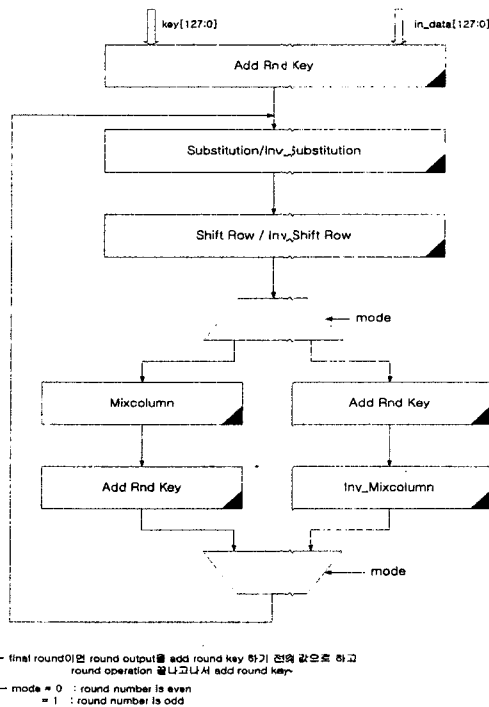 key[127:0]
in_data[127:0]
Add Rnd Key
Substitution/Inv_Substitution
Shift Row / Inv_Shift Row
mode
Mixcolumn
Add Rnd Key
Add Rnd Key
Inv_Mixcolumn
mode
- final round이면 round output을 add round key 하기 전의 값으로 하고
round operation 끝나고나서 add round key
- mode = 0 : round number is even
= 1 : round number is odd